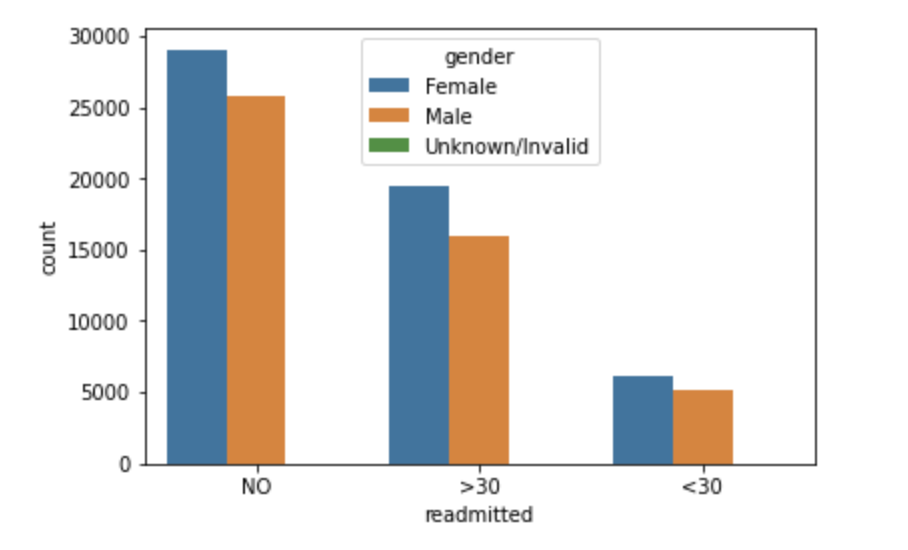 30000
25000
20000
15000
10000
5000
0
count
gender
Female
Male
Unknown/Invalid
NO
>30
<30
readmitted